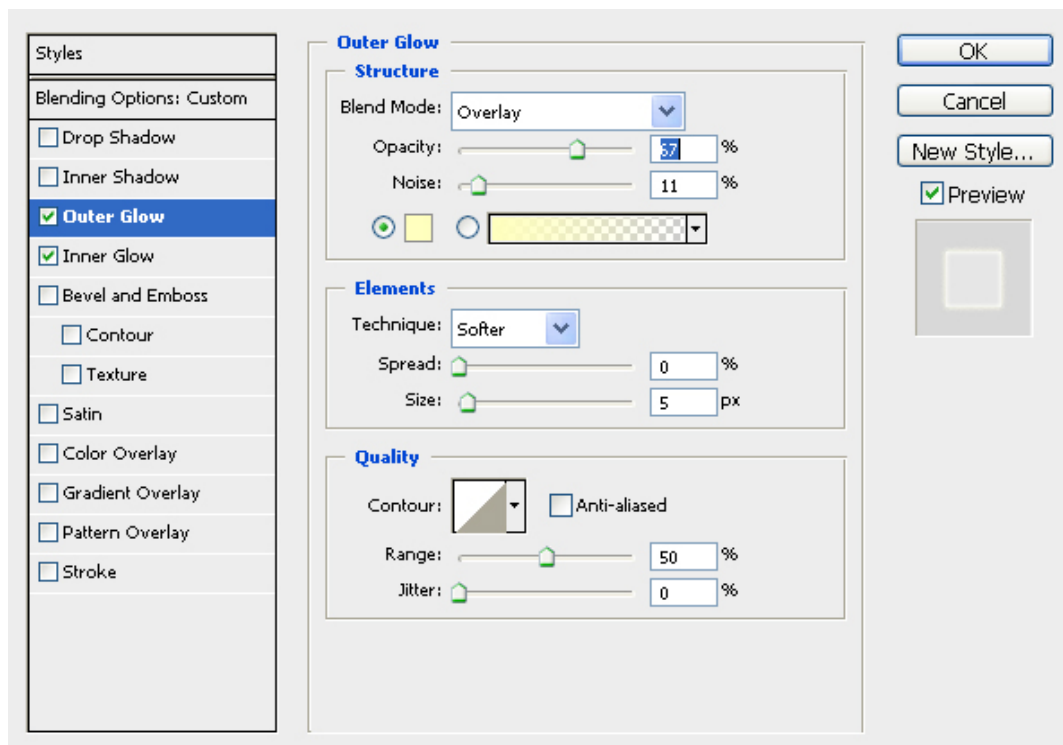 Styles
Blending Options: Custom
Drop Shadow
Inner Shadow
Outer Glow
Inner Glow
Bevel and Emboss
Contour
Texture
Satin
Color Overlay
Gradient Overlay
Pattern Overlay
Stroke
Outer Glow
Structure
Blend Mode: Overlay
Opacity: 67 %
Noise: 11 %
Elements
Technique: Softer
Spread: 0 %
Size: 5 px
Quality
Contour: Anti-aliased
Range: 50 %
Jitter: 0 %
OK
Cancel
New Style...
Preview